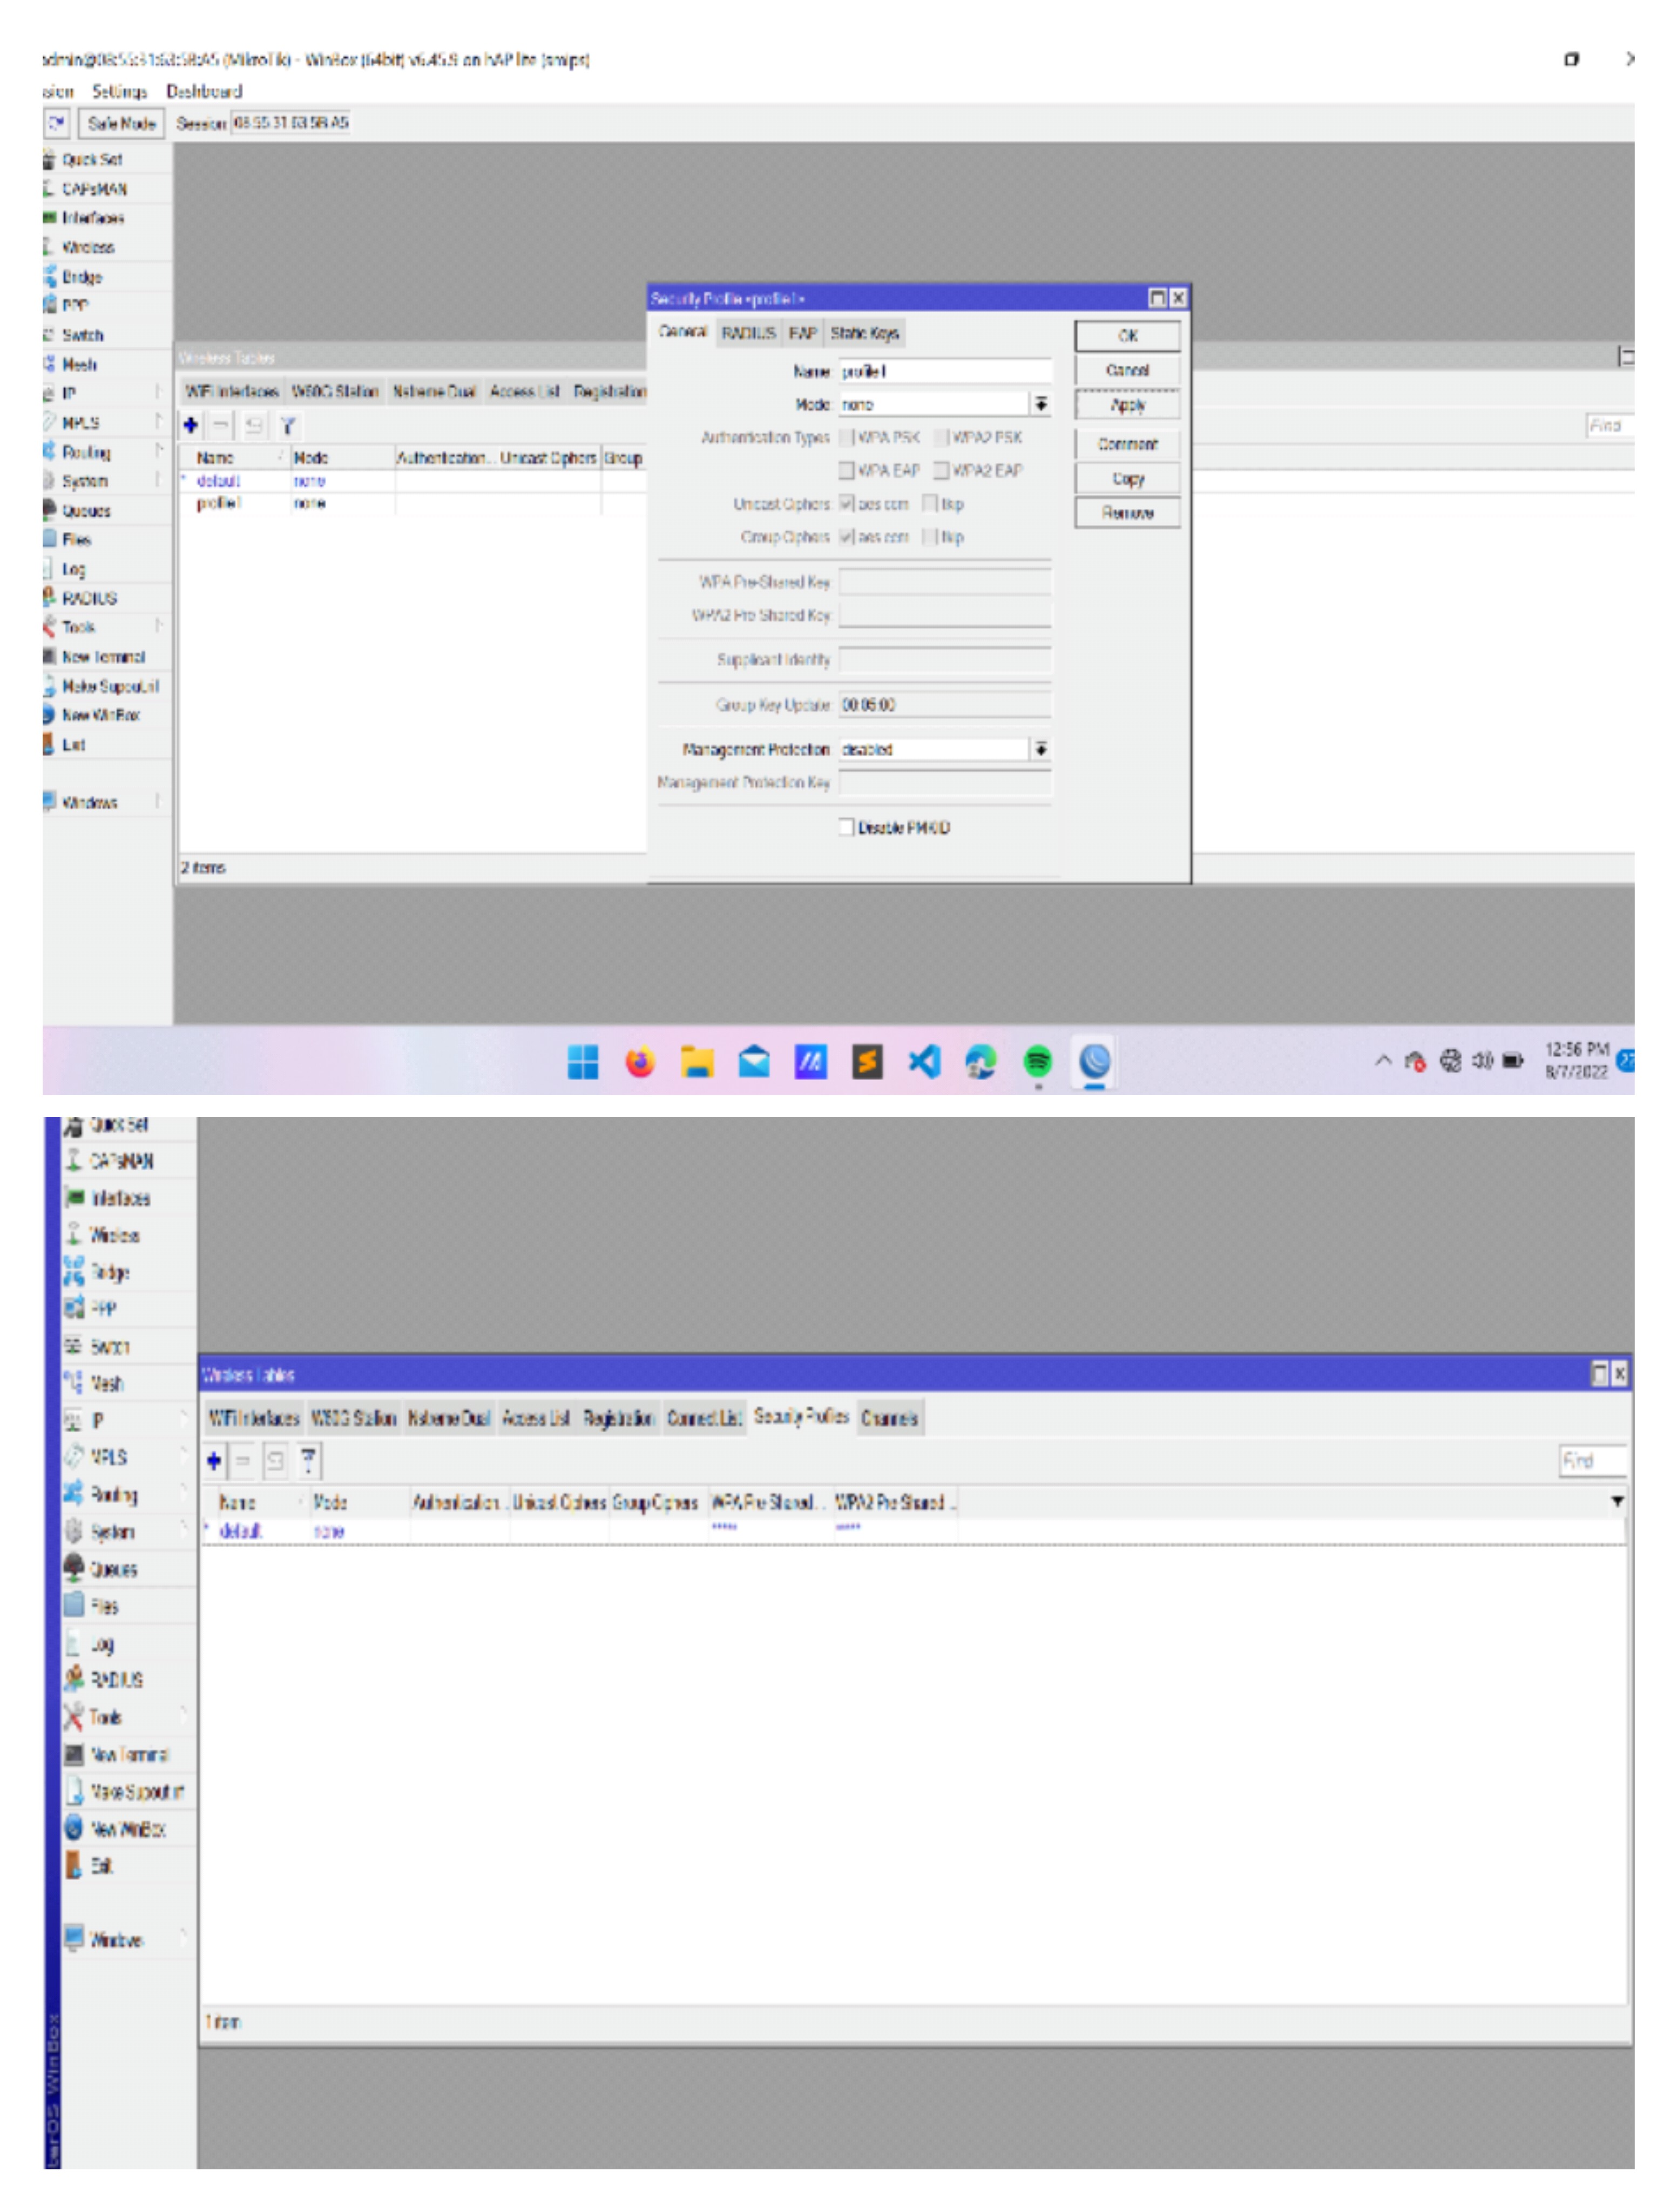 admin@08:55:31:63:5B:A5 (MikroTik) - WinBox (64bit) v6.45.9 on hAP lite (smips)
sion Settings Dashboard
Safe Mode Session: 08:55:31:63:5B:A5
Quick Set
CAPsMAN
Interfaces
Wireless
Bridge
PPP
Switch
Mesh
IP
MPLS
Routing
System
Queues
Files
Log
RADIUS
Tools
New Terminal
Make Supout.rif
New WinBox
Exit
Windows
Wireless Tables
WiFi Interfaces W60G Station Nstreme Dual Access List Registration
Find
Name Mode Authentication... Unicast Ciphers Group
* default none
profile1 none
2 items
Security Profile <profile1>
General RADIUS EAP Static Keys
Name: profile1
Mode: none
Authentication Types: WPA PSK WPA2 PSK
WPA EAP WPA2 EAP
Unicast Ciphers: aes ccm tkip
Group Ciphers: aes ccm tkip
WPA Pre-Shared Key:
WPA2 Pre-Shared Key:
Supplicant Identity:
Group Key Update: 00:05:00
Management Protection: disabled
Management Protection Key:
Disable PMKID
OK
Cancel
Apply
Comment
Copy
Remove
12:56 PM
8/7/2022
Quick Set
CAPsMAN
Interfaces
Wireless
Bridge
PPP
Switch
Mesh
IP
MPLS
Routing
System
Queues
Files
Log
RADIUS
Tools
New Terminal
Make Supout.rif
New WinBox
Exit
Windows
terOS WinBox
Wireless Tables
WiFi Interfaces W60G Station Nstreme Dual Access List Registration Connect List Security Profiles Channels
Find
Name Mode Authentication... Unicast Ciphers Group Ciphers WPA Pre-Shared... WPA2 Pre-Shared ...
* default none ***** *****
1 item